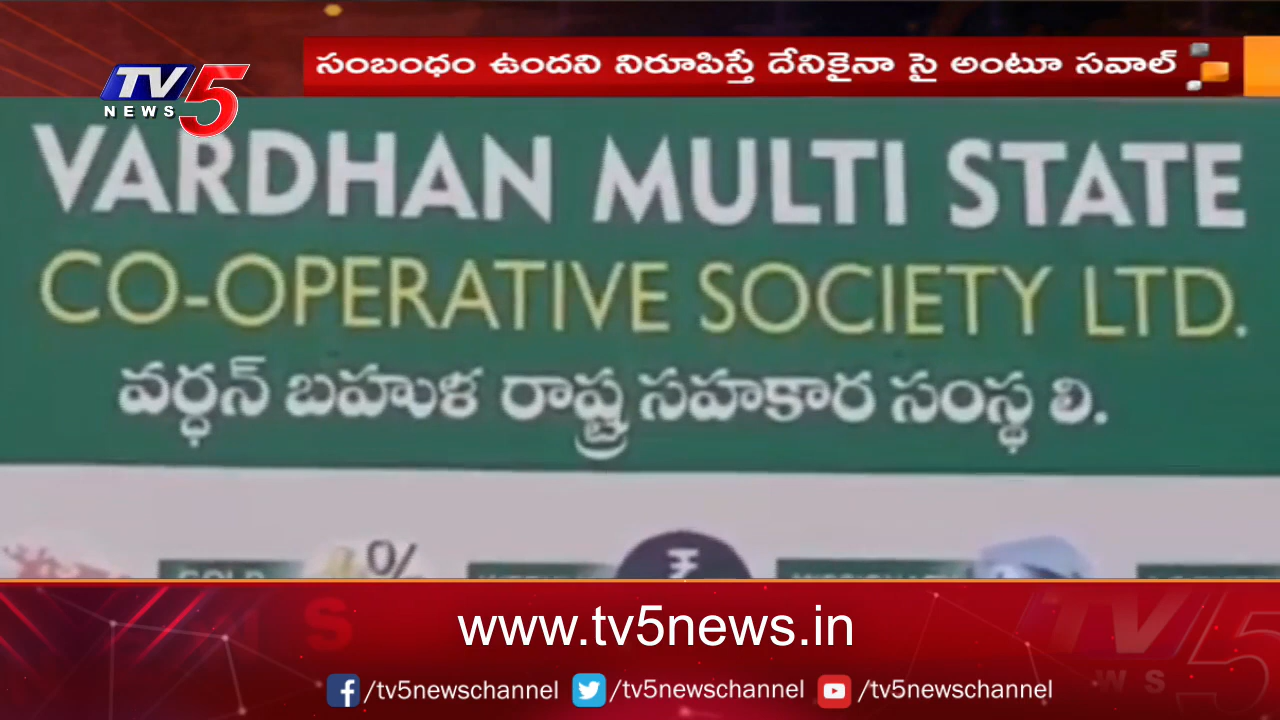 సంబంధం ఉందని నిరూపిస్తే దేనికైనా సై అంటూ సవాల్
TV5
NEWS
VARDHAN MULTI STATE
CO-OPERATIVE SOCIETY LTD.
వర్ధన్ బహుళ రాష్ట్ర సహకార సంస్థ లి.
%
₹
www.tv5news.in
/tv5newschannel /tv5newschannel /tv5newschannel